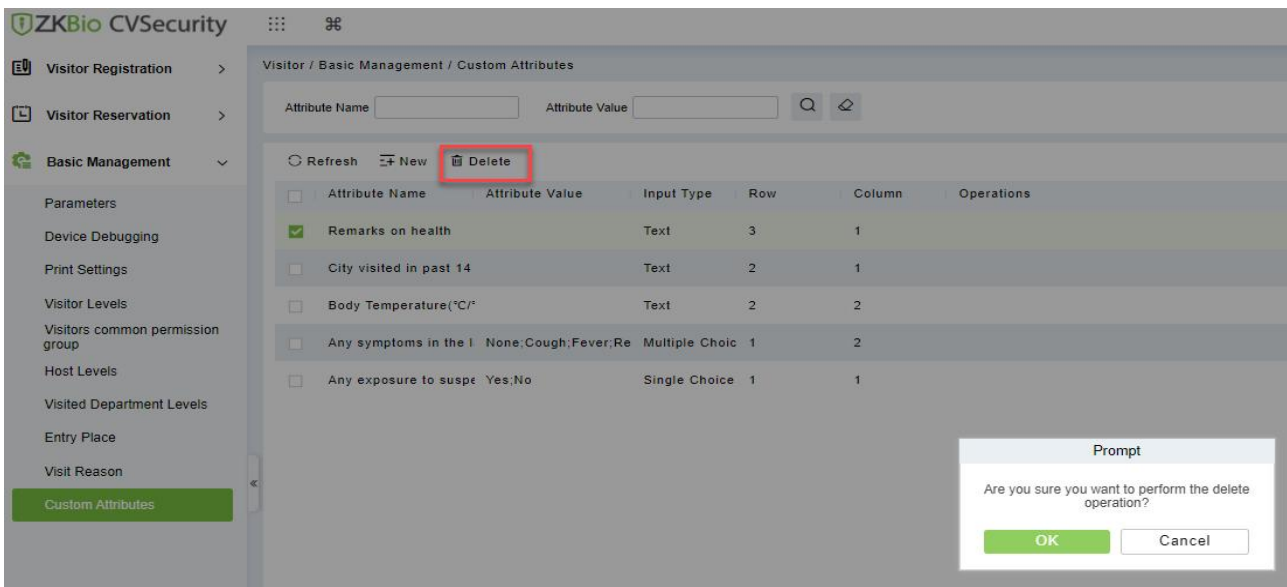 ZKBio CVSecurity
Visitor Registration
Visitor Reservation
Basic Management
Parameters
Device Debugging
Print Settings
Visitor Levels
Visitors common permission
group
Host Levels
Visited Department Levels
Entry Place
Visit Reason
Custom Attributes
Visitor / Basic Management / Custom Attributes
Attribute Name Attribute Value
Refresh New Delete
Attribute Name Attribute Value Input Type Row Column Operations
Remarks on health Text 3 1
City visited in past 14 Text 2 1
Body Temperature(°C/° Text 2 2
Any symptoms in the l None;Cough;Fever;Re Multiple Choic 1 2
Any exposure to suspe Yes;No Single Choice 1 1
Prompt
Are you sure you want to perform the delete
operation?
OK Cancel